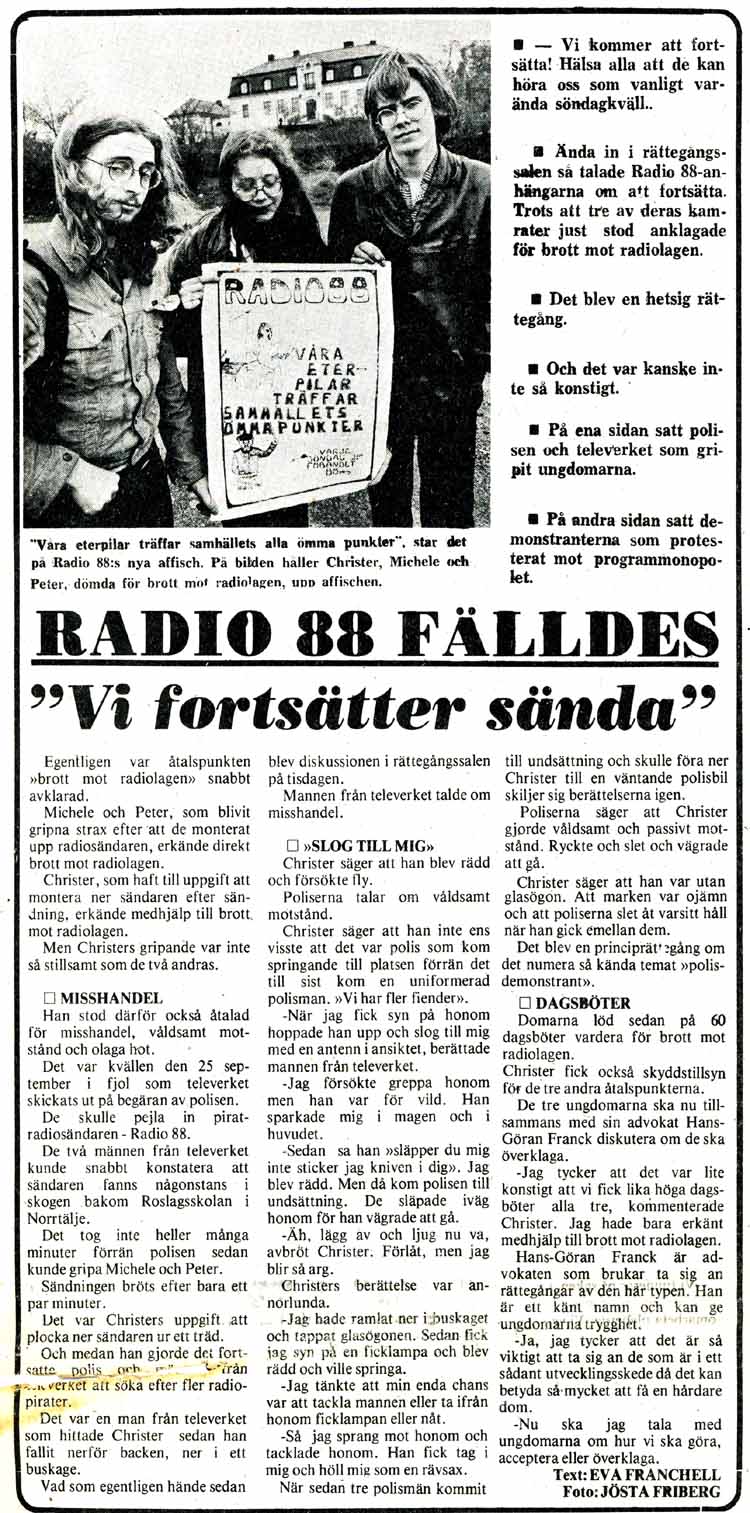 RADIO88
VÅRA
ETER-
PILAR
TRÄFFAR
SAMHÄLLETS
ÖMMA PUNKTER
VARJE
■ — Vi kommer att fort-
sätta! Hälsa alla att de kan
höra oss som vanligt var-
ända söndagkväll..
■ Ända in i rättegångs-
salen så talade Radio 88-an-
hängarna om att fortsätta.
Trots att tre av deras kam-
rater just stod anklagade
för brott mot radiolagen.
■ Det blev en hetsig rät-
tegång.
■ Och det var kanske in-
te så konstigt.
■ På ena sidan satt poli-
sen och televerket som gri-
pit ungdomarna.
■ På andra sidan satt de-
monstranterna som protes-
terat mot programmonopo-
let.
"Våra eterpilar träffar samhällets alla ömma punkter", står det
på Radio 88:s nya affisch. På bilden håller Christer, Michele och
Peter, dömda för brott mot radiolagen, upp affischen.
RADIO 88 FÄLLDES
”Vi fortsätter sända”
Egentligen var åtalspunkten
»brott mot radiolagen» snabbt
avklarad.
Michele och Peter, som blivit
gripna strax efter att de monterat
upp radiosändaren, erkände direkt
brott mot radiolagen.
Christer, som haft till uppgift att
montera ner sändaren efter sän-
dning, erkände medhjälp till brott
mot radiolagen.
Men Christers gripande var inte
så stillsamt som de två andras.
□ MISSHANDEL
Han stod därför också åtalad
för misshandel, våldsamt mot-
stånd och olaga hot.
Det var kvällen den 25 sep-
tember i fjol som televerket
skickats ut på begäran av polisen.
De skulle pejla in pirat-
radiosändaren - Radio 88.
De två männen från televerket
kunde snabbt konstatera att
sändaren fanns någonstans i
skogen bakom Roslagsskolan i
Norrtälje.
Det tog inte heller många
minuter förrän polisen sedan
kunde gripa Michele och Peter.
Sändningen bröts efter bara ett
par minuter.
Det var Christers uppgift att
plocka ner sändaren ur ett träd.
Och medan han gjorde det fort-
satte polis och från
televerket att söka efter fler radio-
pirater.
Det var en man från televerket
som hittade Christer sedan han
fallit nerför backen, ner i ett
buskage.
Vad som egentligen hände sedan
blev diskussionen i rättegångssalen
på tisdagen.
Mannen från televerket talde om
misshandel.
□ »SLOG TILL MIG»
Christer säger att han blev rädd
och försökte fly.
Poliserna talar om våldsamt
motstånd.
Christer säger att han inte ens
visste att det var polis som kom
springande till platsen förrän det
till sist kom en uniformerad
polisman. »Vi har fler fiender».
-När jag fick syn på honom
hoppade han upp och slog till mig
med en antenn i ansiktet, berättade
mannen från televerket.
-Jag försökte greppa honom
men han var för vild. Han
sparkade mig i magen och i
huvudet.
-Sedan sa han »släpper du mig
inte sticker jag kniven i dig». Jag
blev rädd. Men då kom polisen till
undsättning. De släpade iväg
honom för han vägrade att gå.
-Äh, lägg av och ljug nu va,
avbröt Christer. Förlåt, men jag
blir så arg.
Christers berättelse var an-
norlunda.
-Jag hade ramlat ner i buskaget
och tappat glasögonen. Sedan fick
jag syn på en ficklampa och blev
rädd och ville springa.
-Jag tänkte att min enda chans
var att tackla mannen eller ta ifrån
honom ficklampan eller nåt.
-Så jag sprang mot honom och
tacklade honom. Han fick tag i
mig och höll mig som en rävsax.
När sedan tre polismän kommit
till undsättning och skulle föra ner
Christer till en väntande polisbil
skiljer sig berättelserna igen.
Poliserna säger att Christer
gjorde våldsamt och passivt mot-
stånd. Ryckte och slet och vägrade
att gå.
Christer säger att han var utan
glasögon. Att marken var ojämn
och att poliserna slet åt varsitt håll
när han gick emellan dem.
Det blev en principrättegång om
det numera så kända temat »polis-
demonstrant».
□ DAGSBÖTER
Domarna löd sedan på 60
dagsböter vardera för brott mot
radiolagen.
Christer fick också skyddstillsyn
för de tre andra åtalspunkterna.
De tre ungdomarna ska nu till-
sammans med sin advokat Hans-
Göran Franck diskutera om de ska
överklaga.
-Jag tycker att det var lite
konstigt att vi fick lika höga dags-
böter alla tre, kommenterade
Christer. Jag hade bara erkänt
medhjälp till brott mot radiolagen.
Hans-Göran Franck är ad-
vokaten som brukar ta sig an
rättegångar av den här typen. Han
är ett känt namn och kan ge
ungdomarna trygghet.
-Ja, jag tycker att det är så
viktigt att ta sig an de som är i ett
sådant utvecklingsskede då det kan
betyda så mycket att få en hårdare
dom.
-Nu ska jag tala med
ungdomarna om hur vi ska göra,
acceptera eller överklaga.
Text: EVA FRANCHELL
Foto: JÖSTA FRIBERG